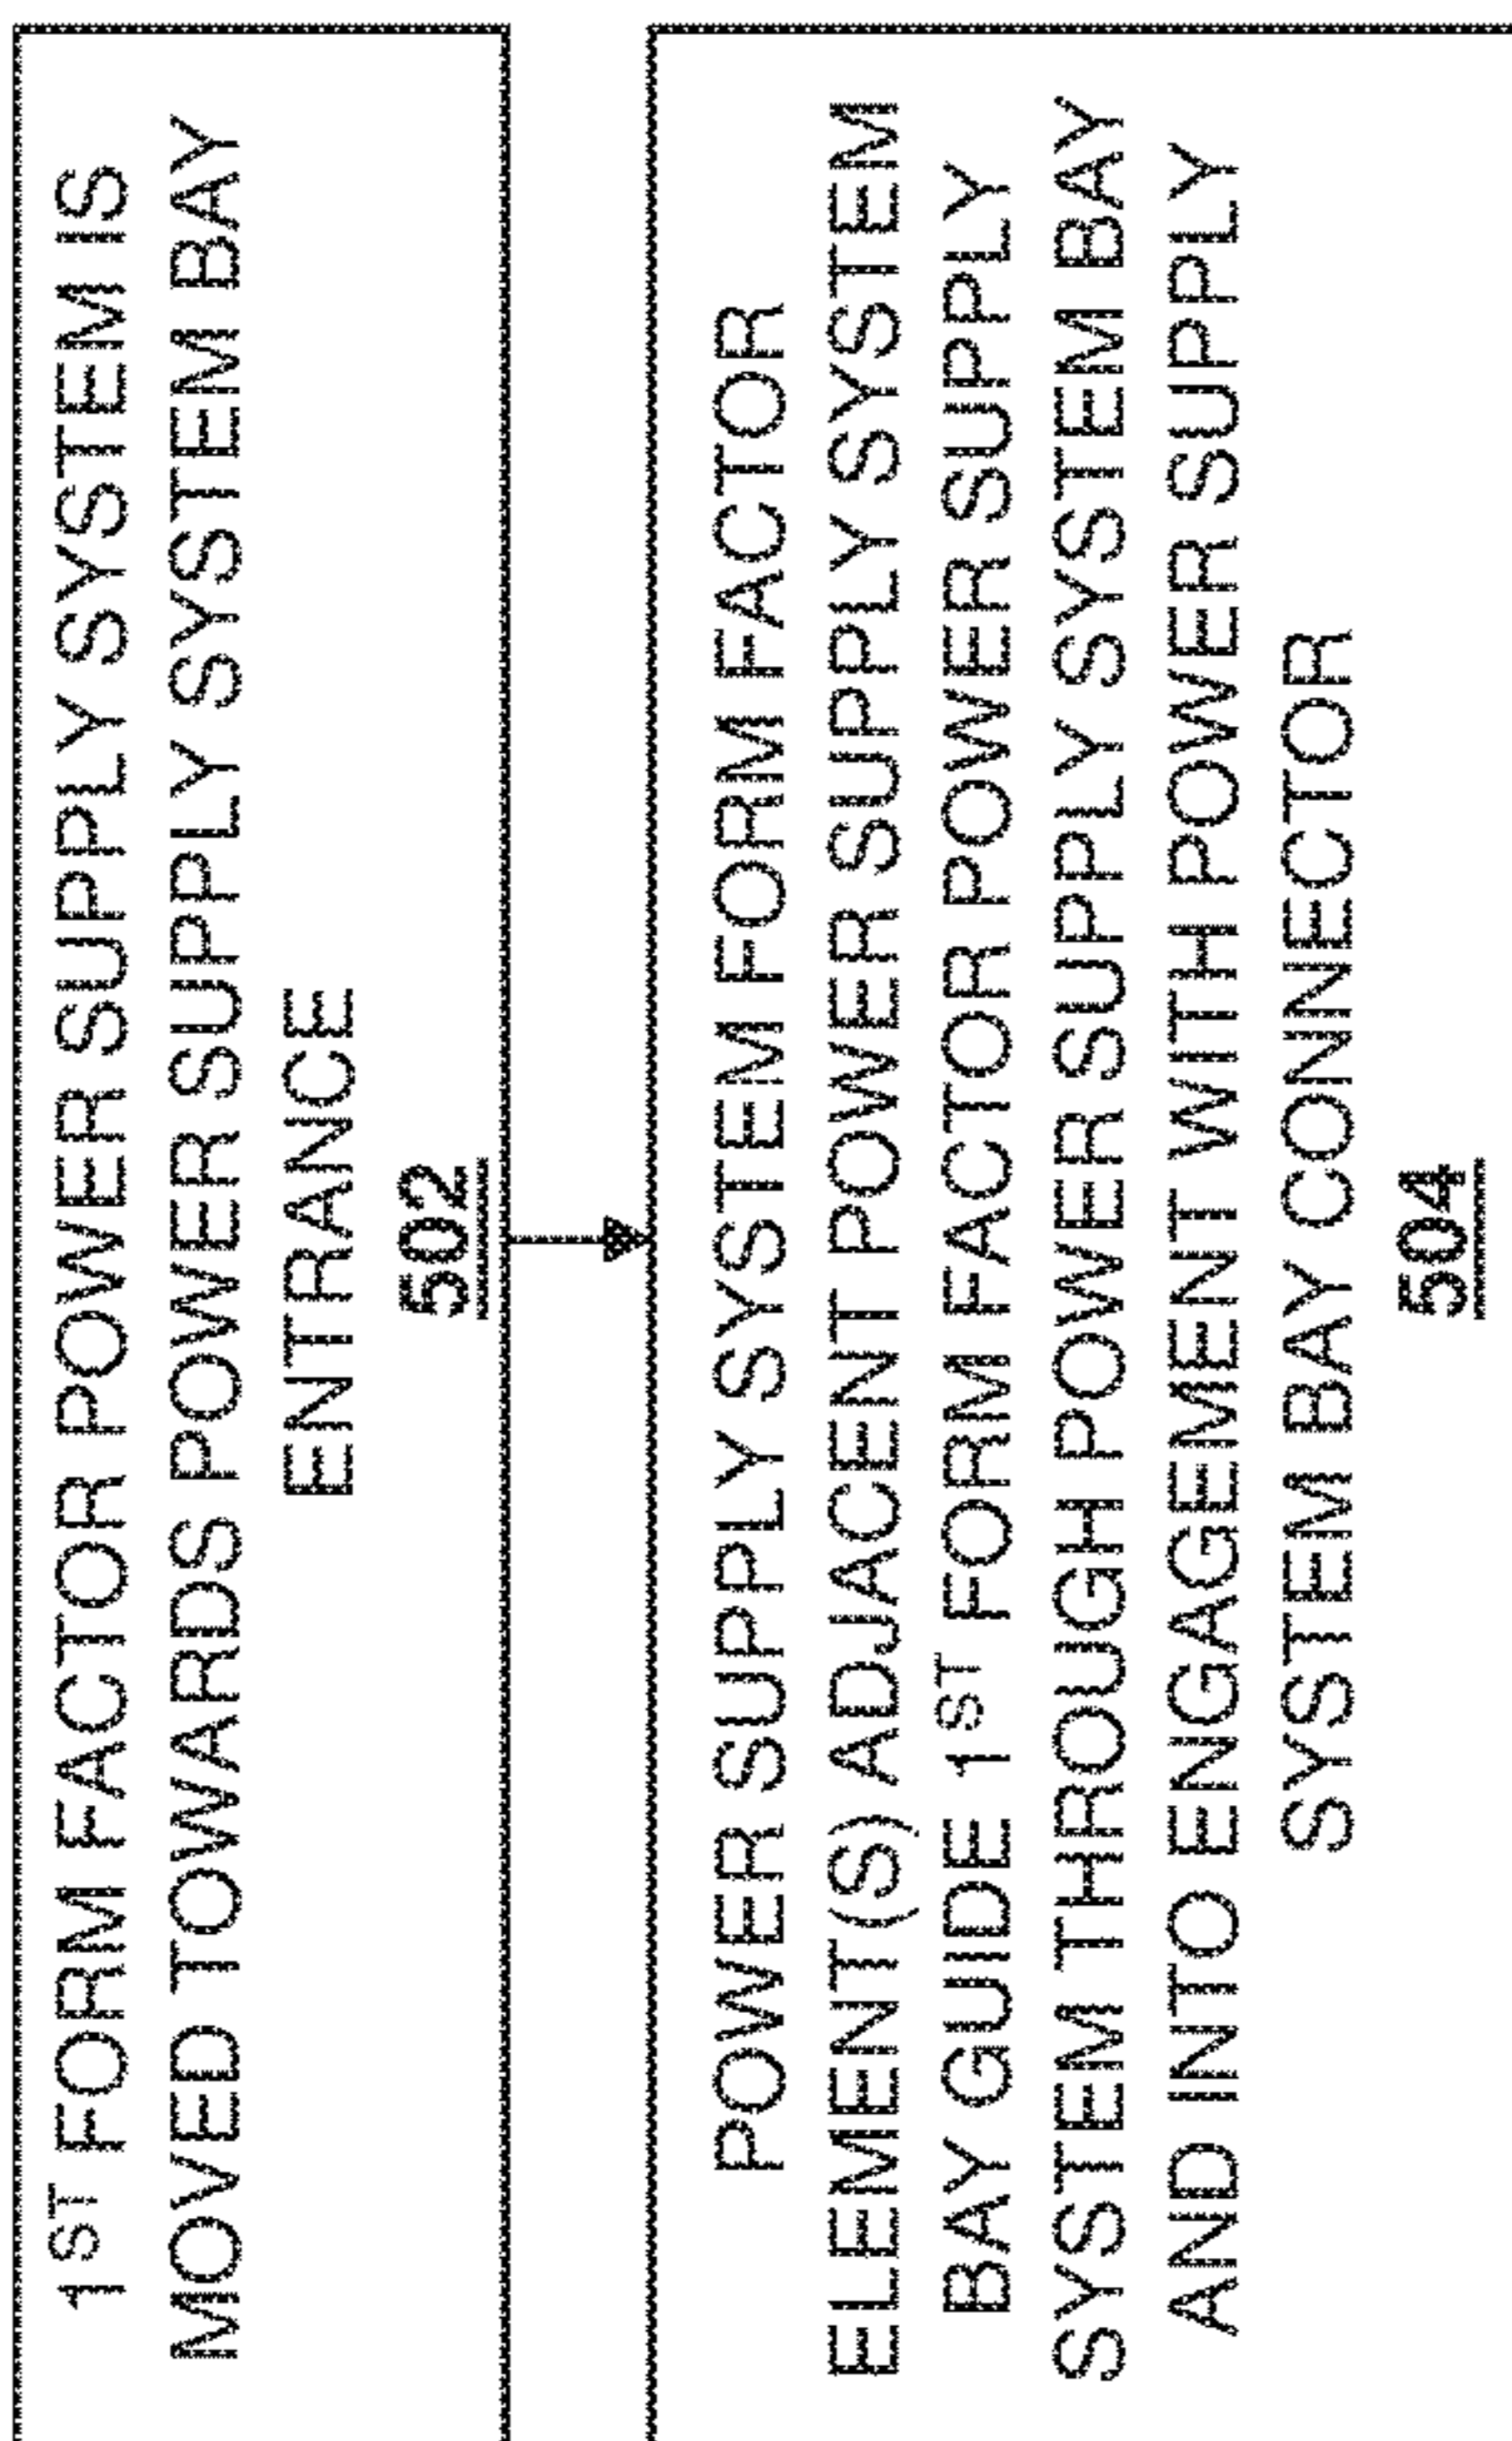 1ST FORM FACTOR POWER SUPPLY SYSTEM IS
MOVED TOWARDS POWER SUPPLY SYSTEM BAY
ENTRANCE
502
POWER SUPPLY SYSTEM FORM FACTOR
ELEMENT(S) ADJACENT POWER SUPPLY SYSTEM
BAY GUIDE 1ST FORM FACTOR POWER SUPPLY
SYSTEM THROUGH POWER SUPPLY SYSTEM BAY
AND INTO ENGAGEMENT WITH POWER SUPPLY
SYSTEM BAY CONNECTOR
504